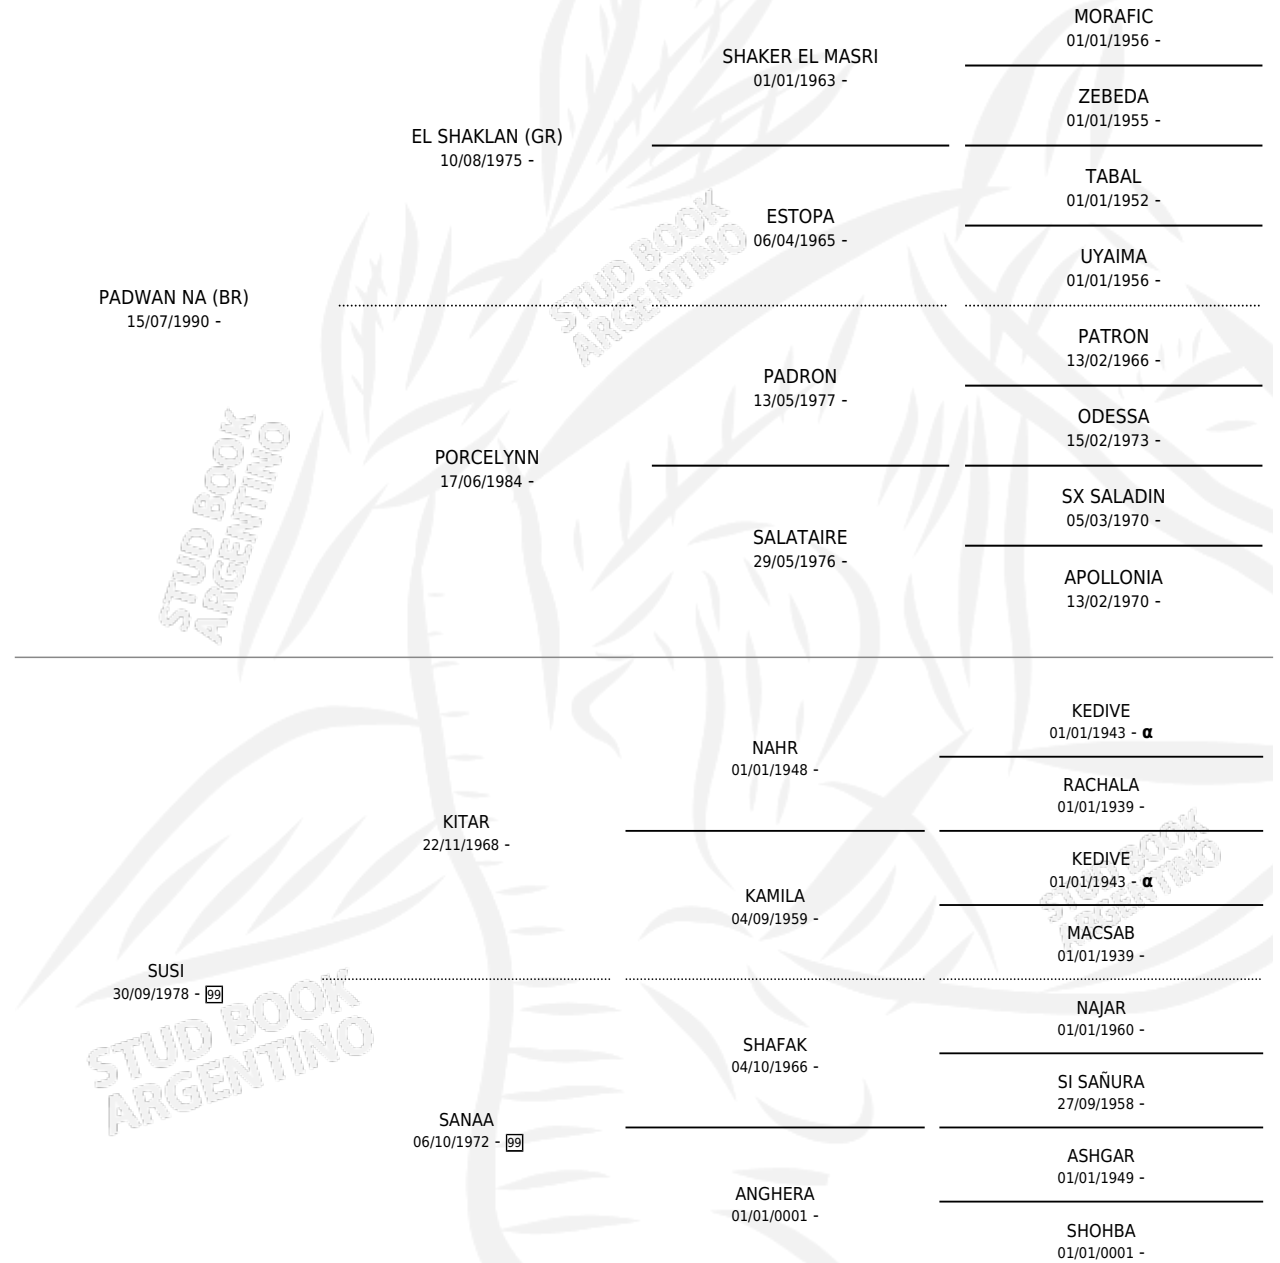 MORAFIC
01/01/1956 -
SHAKER EL MASRI
01/01/1963 -
ZEBEDA
01/01/1955 -
EL SHAKLAN (GR)
10/08/1975 -
TABAL
01/01/1952 -
ESTOPA
06/04/1965 -
UYAIMA
01/01/1956 -
PADWAN NA (BR)
15/07/1990 -
PATRON
13/02/1966 -
PADRON
13/05/1977 -
ODESSA
15/02/1973 -
PORCELYNN
17/06/1984 -
SX SALADIN
05/03/1970 -
SALATAIRE
29/05/1976 -
APOLLONIA
13/02/1970 -
KEDIVE
01/01/1943 - α
NAHR
01/01/1948 -
RACHALA
01/01/1939 -
KITAR
22/11/1968 -
KEDIVE
01/01/1943 - α
KAMILA
04/09/1959 -
MACSAB
01/01/1939 -
SUSI
30/09/1978 - 99
NAJAR
01/01/1960 -
SHAFAK
04/10/1966 -
SI SAÑURA
27/09/1958 -
SANAA
06/10/1972 - 99
ASHGAR
01/01/1949 -
ANGHERA
01/01/0001 -
SHOHBA
01/01/0001 -
STUD BOOK
ARGENTINO
STUD BOOK
ARGENTINO
STUD BOOK
ARGENTINO
STUD BOOK
ARGENTINO